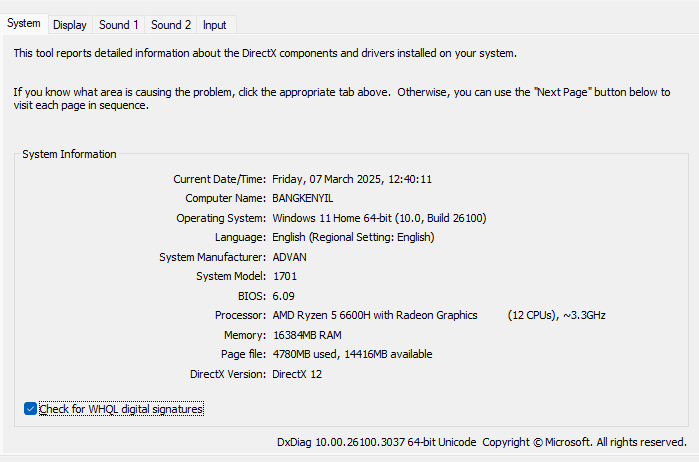 System Display Sound 1 Sound 2 Input
This tool reports detailed information about the DirectX components and drivers installed on your system.
If you know what area is causing the problem, click the appropriate tab above.  Otherwise, you can use the "Next Page" button below to
visit each page in sequence.
System Information
Current Date/Time: Friday, 07 March 2025, 12:40:11
Computer Name: BANGKENYIL
Operating System: Windows 11 Home 64-bit (10.0, Build 26100)
Language: English (Regional Setting: English)
System Manufacturer: ADVAN
System Model: 1701
BIOS: 6.09
Processor: AMD Ryzen 5 6600H with Radeon Graphics (12 CPUs), ~3.3GHz
Memory: 16384MB RAM
Page file: 4780MB used, 14416MB available
DirectX Version: DirectX 12
Check for WHQL digital signatures
DxDiag 10.00.26100.3037 64-bit Unicode  Copyright © Microsoft. All rights reserved.